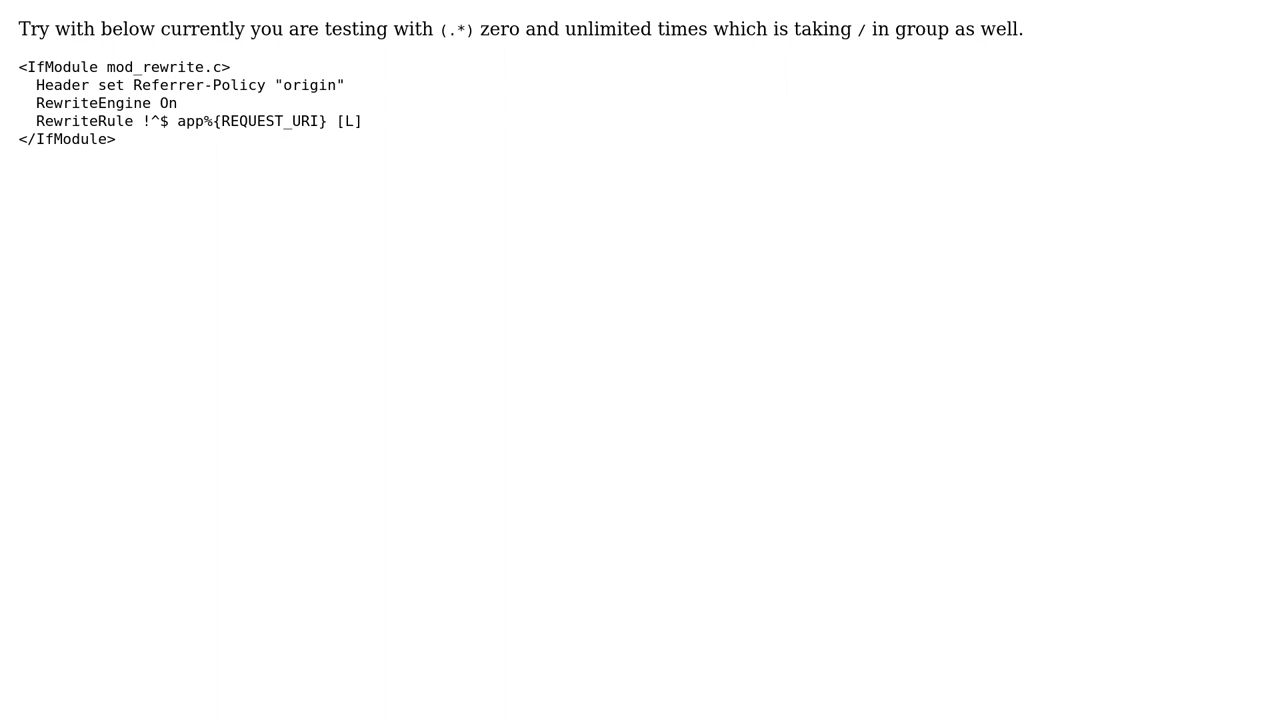 Try with below currently you are testing with (.*) zero and unlimited times which is taking / in group as well.
<IfModule mod_rewrite.c>
  Header set Referrer-Policy "origin"
  RewriteEngine On
  RewriteRule !^$ app%{REQUEST_URI} [L]
</IfModule>